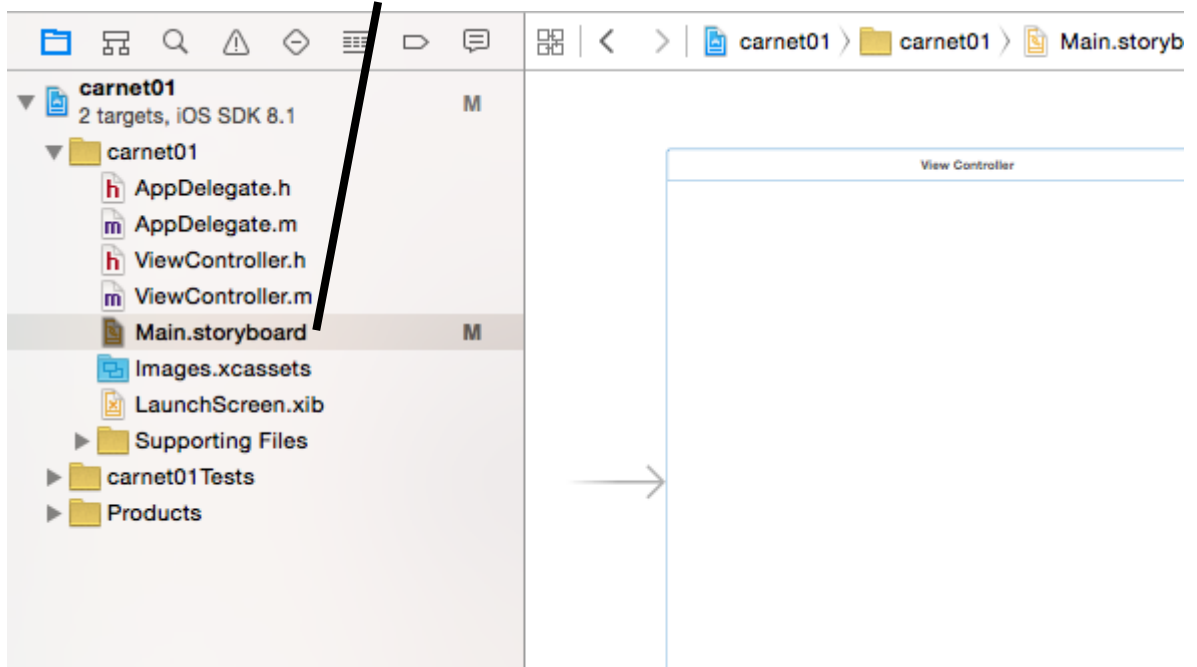 carnet01 carnet01 Main.storyb
carnet01
M
2 targets, iOS SDK 8.1
carnet01
h AppDelegate.h
m AppDelegate.m
h ViewController.h
m ViewController.m
Main.storyboard M
Images.xcassets
LaunchScreen.xib
Supporting Files
carnet01Tests
Products
View Controller